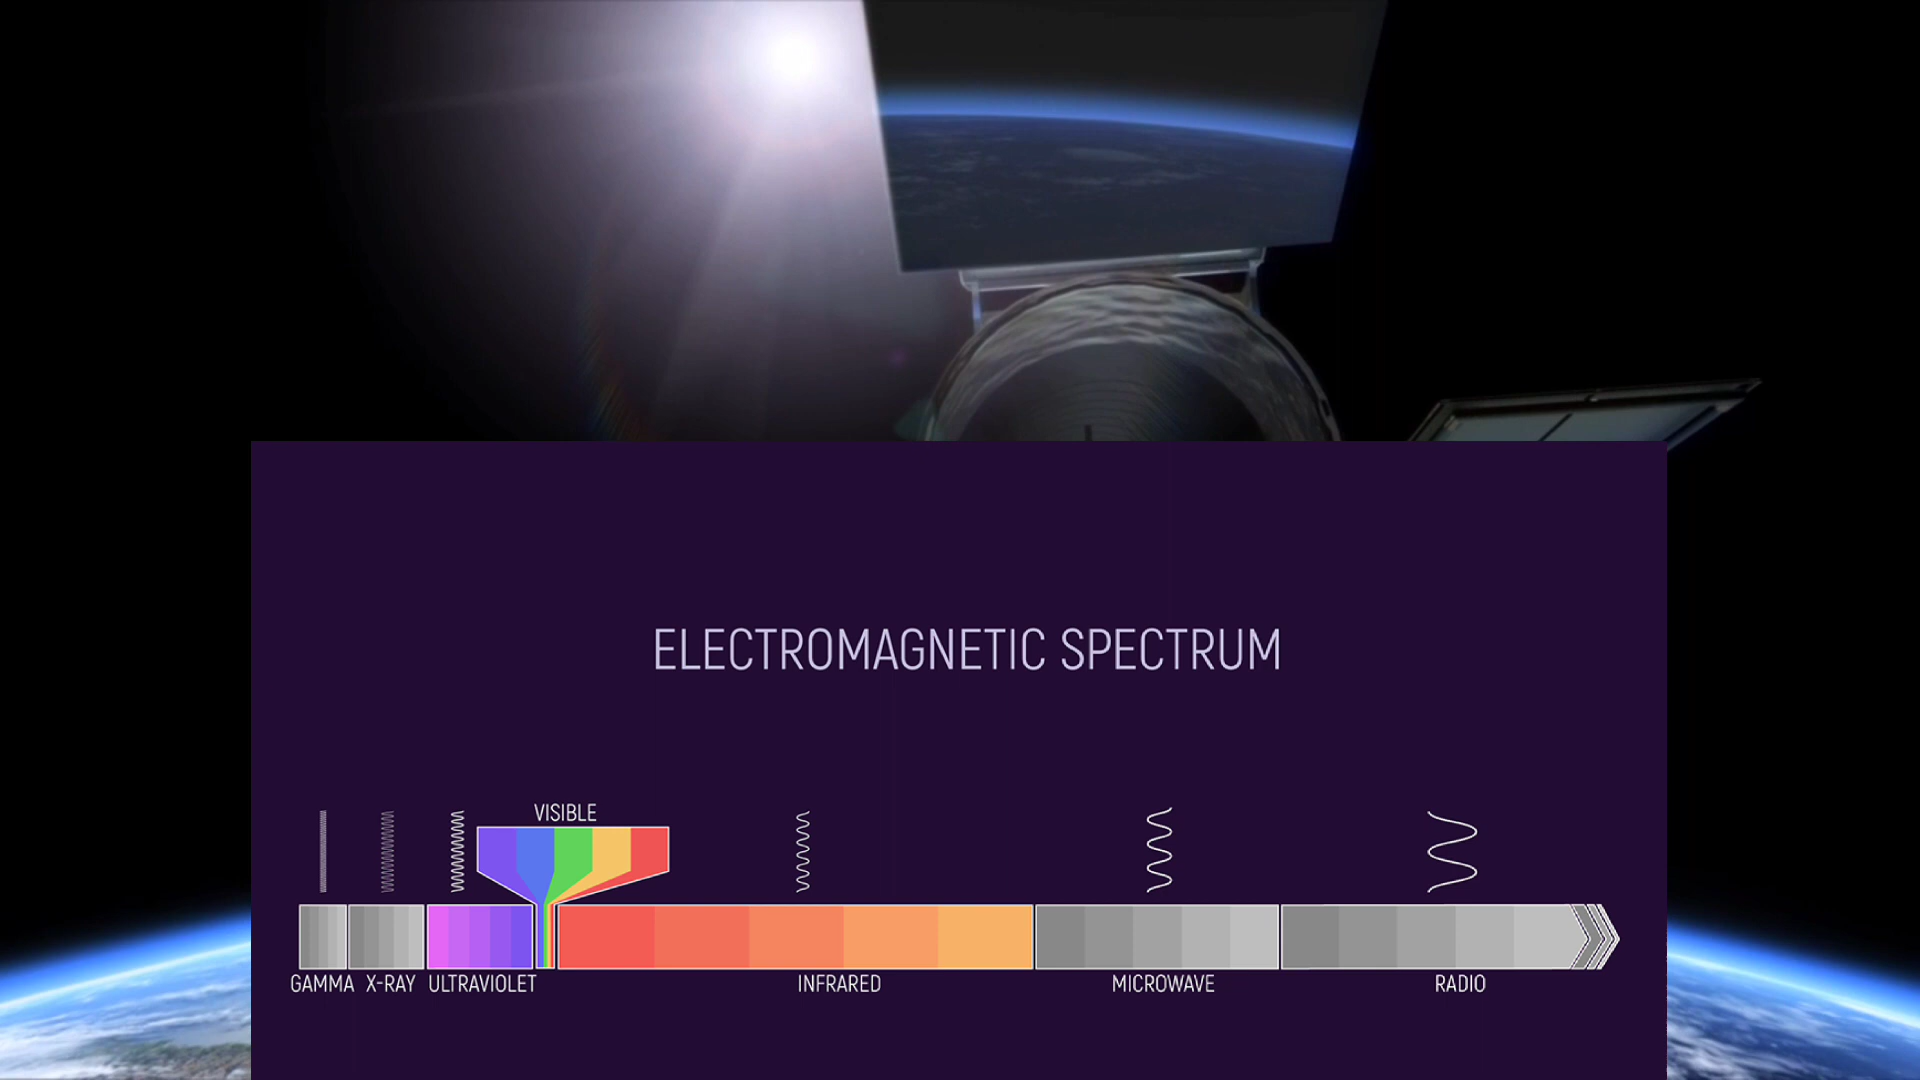 ELECTROMAGNETIC SPECTRUM
VISIBLE
GAMMA X-RAY ULTRAVIOLET INFRARED MICROWAVE RADIO